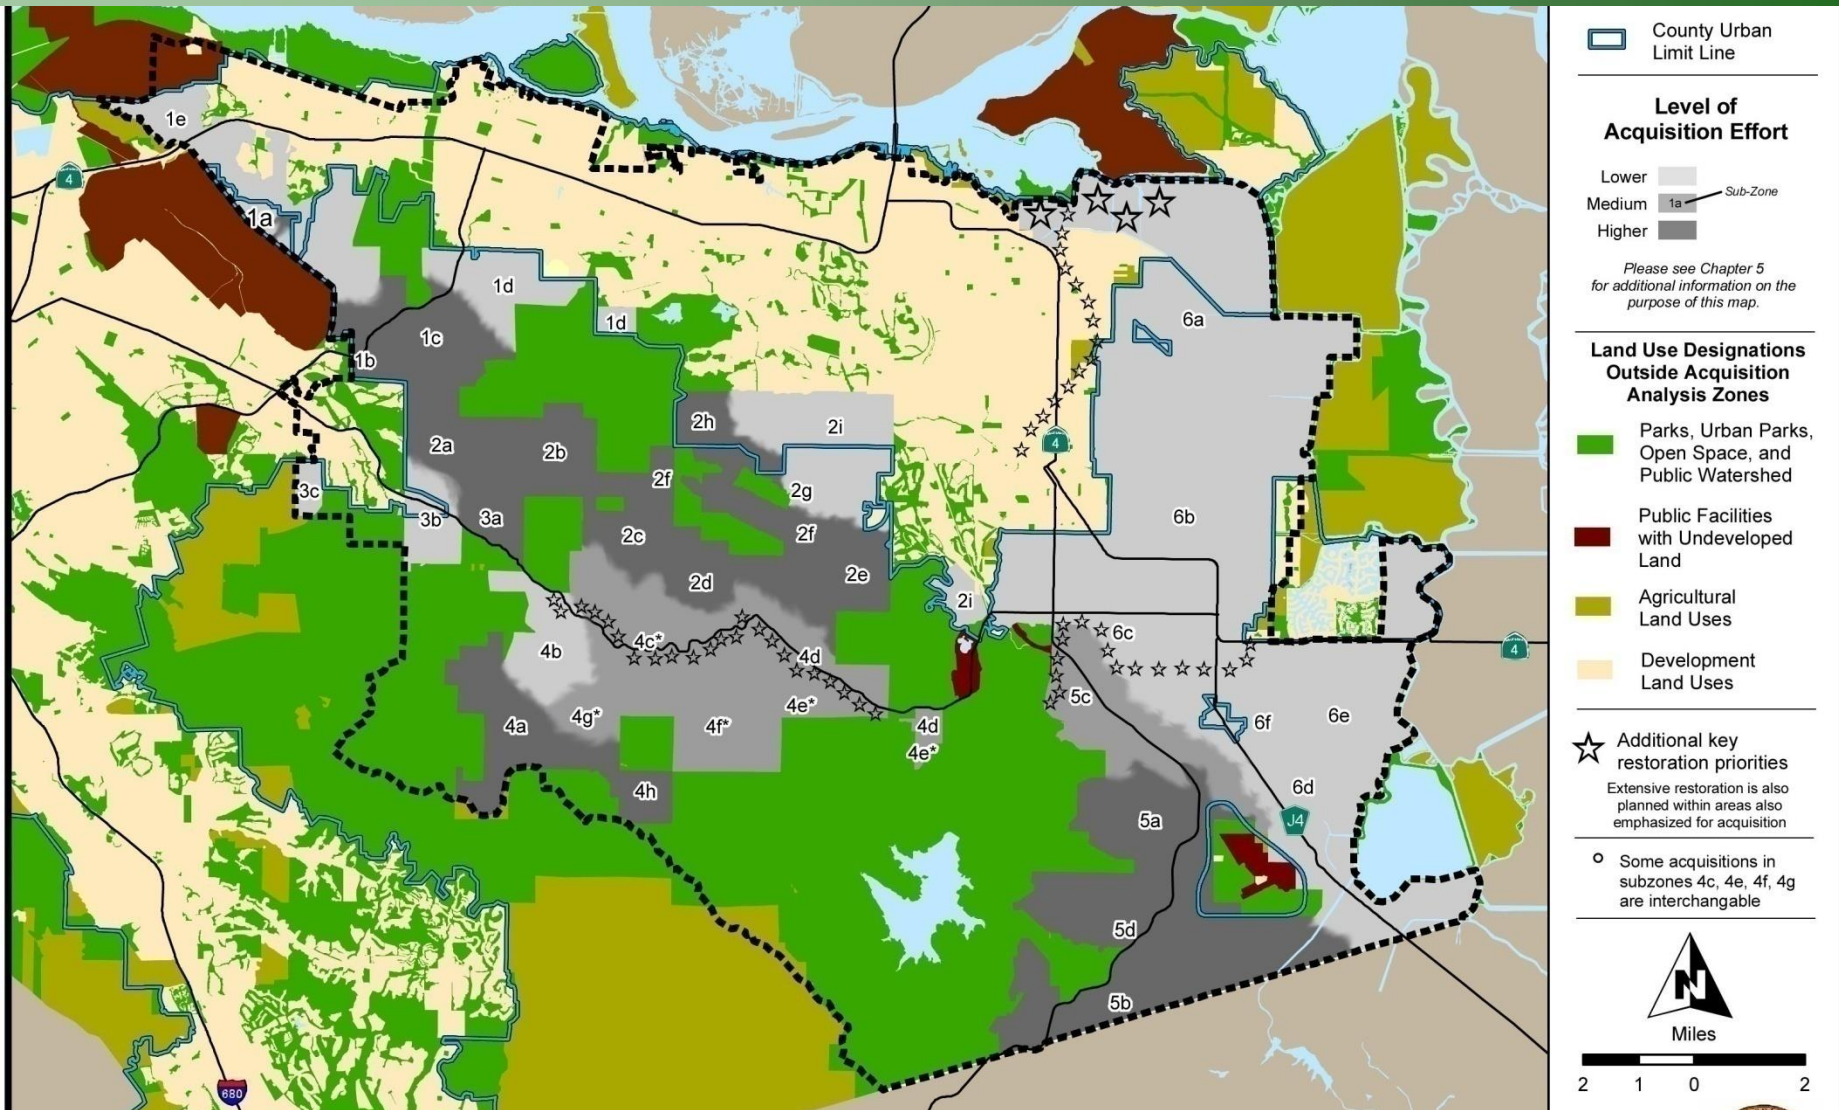 1e
4
1a
1d
1d
1c
1b
6a
2h
2i
4
2a
2b
2f
2g
3c
3b
3a
6b
2c
2f
2d
2e
2i
4c*
6c
4b
4d
4
5c
4e*
4g*
4a
4f*
4d
4e*
6f
6e
4h
6d
5a
J4
5d
5b
680
County Urban
Limit Line
Level of
Acquisition Effort
Lower
Medium
1a
Sub-Zone
Higher
Please see Chapter 5
for additional information on the
purpose of this map.
Land Use Designations
Outside Acquisition
Analysis Zones
Parks, Urban Parks,
Open Space, and
Public Watershed
Public Facilities
with Undeveloped
Land
Agricultural
Land Uses
Development
Land Uses
Additional key
restoration priorities
Extensive restoration is also
planned within areas also
emphasized for acquisition
Some acquisitions in
subzones 4c, 4e, 4f, 4g
are interchangable
N
Miles
2 1 0 2